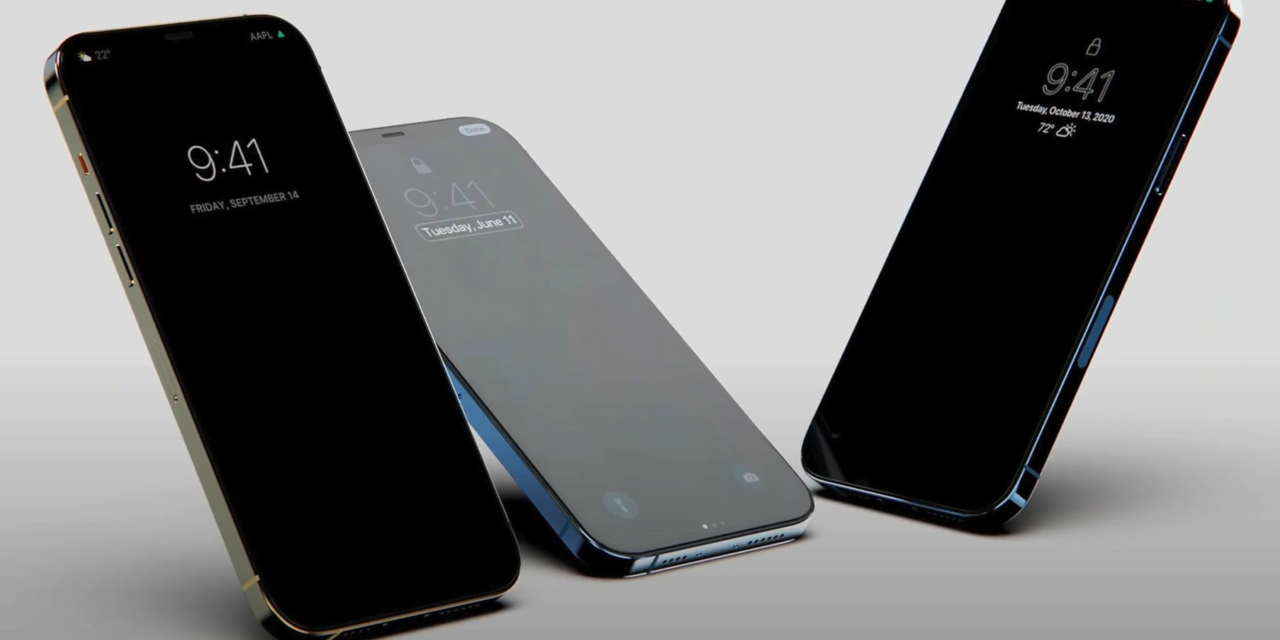 22°
AAPL ▲
9:41
FRIDAY, SEPTEMBER 14
Done
9:41
Tuesday, June 11
9:41
Tuesday, October 13, 2020
72°